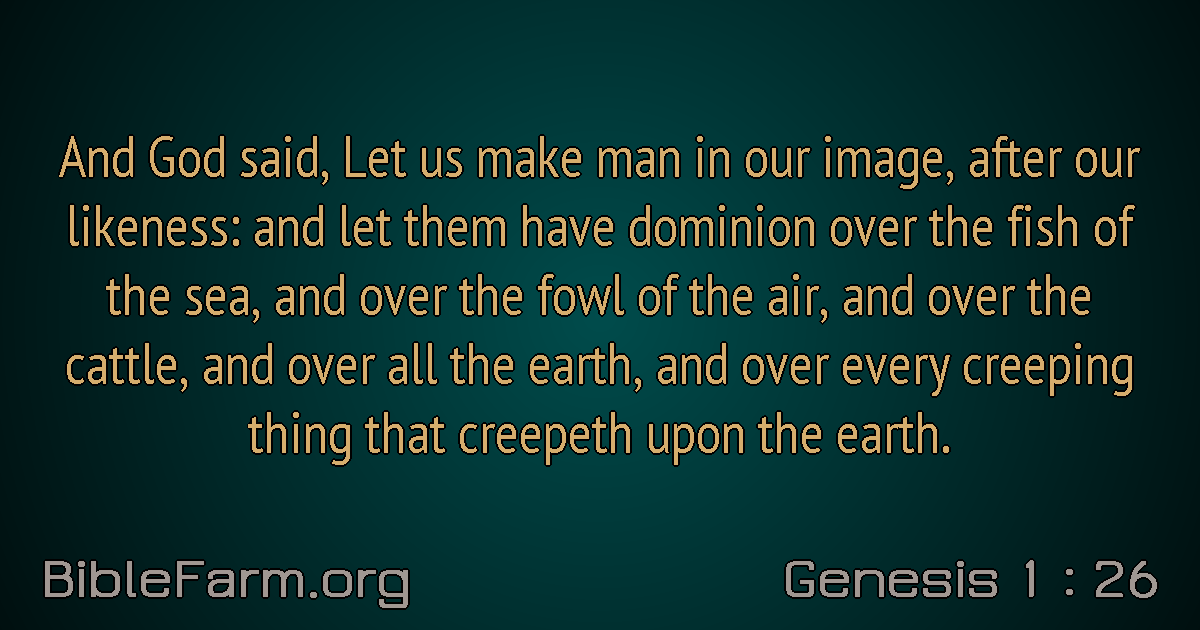 And God said, Let us make man in our image, after our
likeness: and let them have dominion over the fish of
the sea, and over the fowl of the air, and over the
cattle, and over all the earth, and over every creeping
thing that creepeth upon the earth.
BibleFarm.org
Genesis 1 : 26